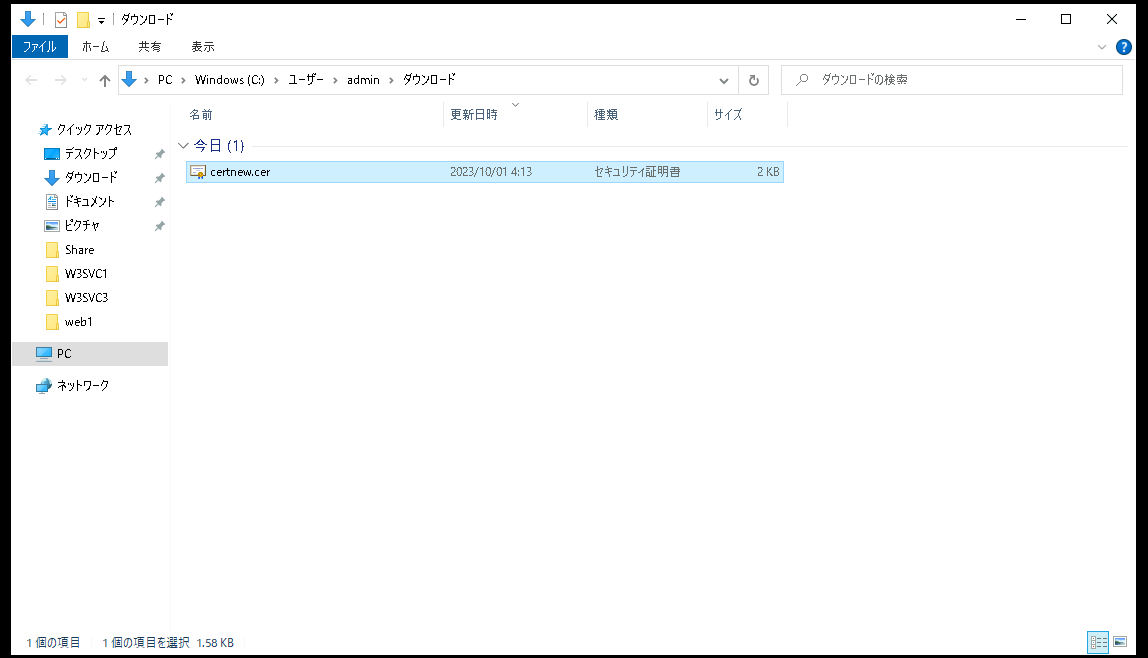 ダウンロード
ファイル ホーム 共有 表示
PC Windows (C:) ユーザー admin ダウンロード ダウンロードの検索
名前 更新日時 種類 サイズ
今日 (1)
certnew.cer 2023/10/01 4:13 セキュリティ証明書 2 KB
クイック アクセス
デスクトップ
ダウンロード
ドキュメント
ピクチャ
Share
W3SVC1
W3SVC3
web1
PC
ネットワーク
1 個の項目 1 個の項目を選択 1.58 KB